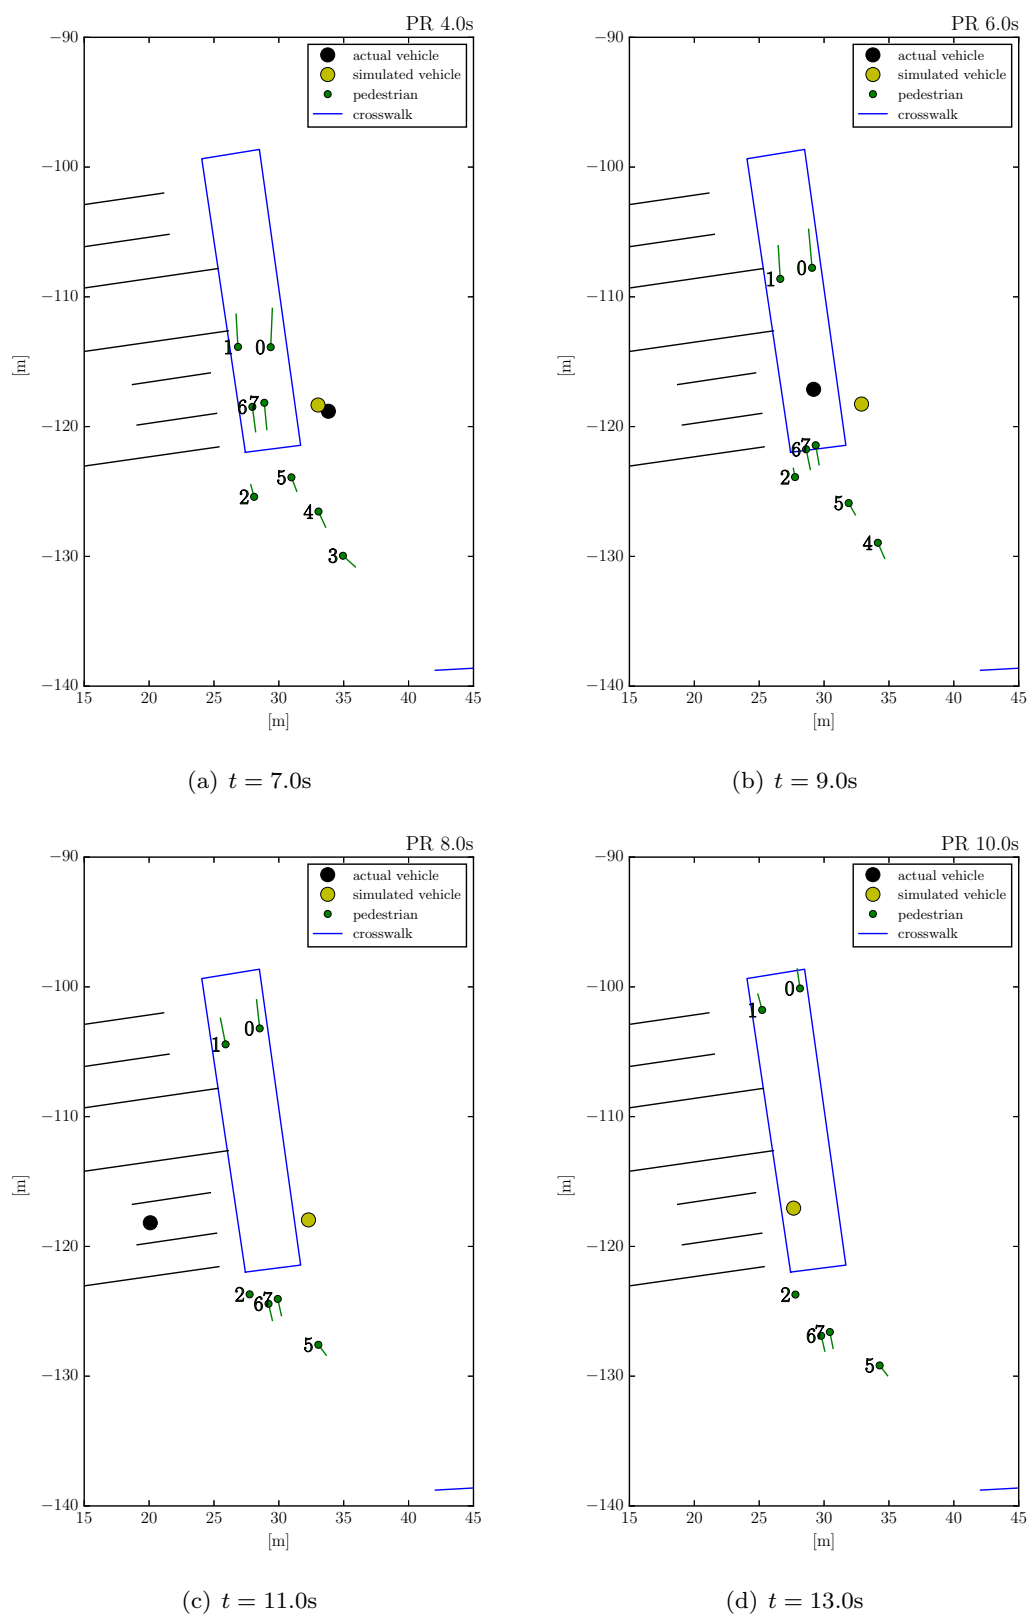 PR 4.0s
−90
−100
−110
−120
−130
−140
[m]
actual vehicle
simulated vehicle
pedestrian
crosswalk
1
0
6
7
2
5
4
3
15 20 25 30 35 40 45
[m]
(a) t = 7.0s
PR 6.0s
−90
−100
−110
−120
−130
−140
[m]
actual vehicle
simulated vehicle
pedestrian
crosswalk
1
0
6
7
2
5
4
15 20 25 30 35 40 45
[m]
(b) t = 9.0s
PR 8.0s
−90
−100
−110
−120
−130
−140
[m]
actual vehicle
simulated vehicle
pedestrian
crosswalk
1
0
2
6
7
5
15 20 25 30 35 40 45
[m]
(c) t = 11.0s
PR 10.0s
−90
−100
−110
−120
−130
−140
[m]
actual vehicle
simulated vehicle
pedestrian
crosswalk
1
0
2
6
7
5
15 20 25 30 35 40 45
[m]
(d) t = 13.0s